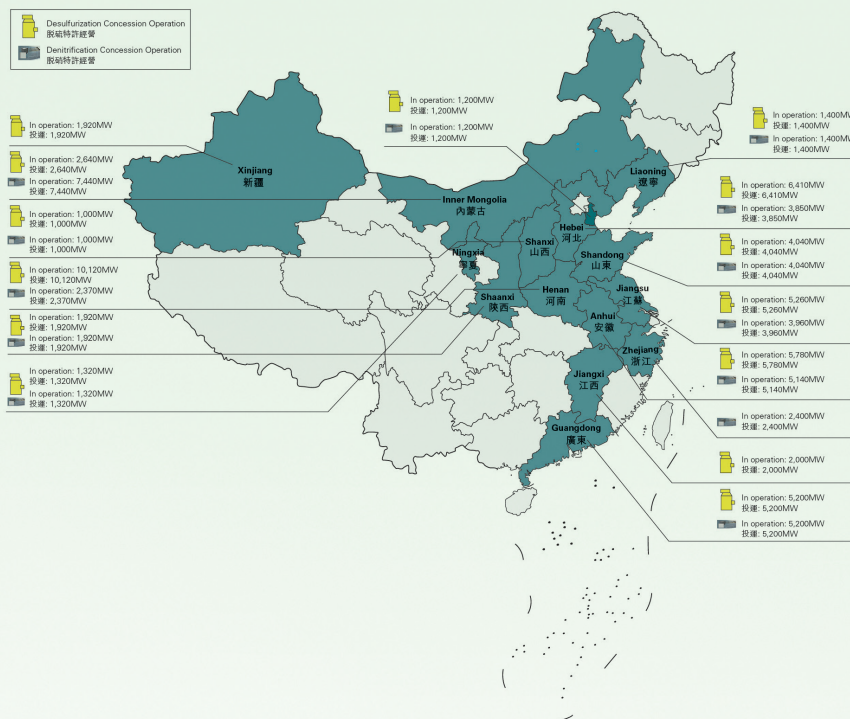 Desulfurization Concession Operation
脱硫特許經營
Denitrification Concession Operation
脱硝特許經營
In operation: 1,920MW
投運: 1,920MW
In operation: 2,640MW
投運: 2,640MW
In operation: 7,440MW
投運: 7,440MW
In operation: 1,000MW
投運: 1,000MW
In operation: 1,000MW
投運: 1,000MW
In operation: 10,120MW
投運: 10,120MW
In operation: 2,370MW
投運: 2,370MW
In operation: 1,920MW
投運: 1,920MW
In operation: 1,920MW
投運: 1,920MW
In operation: 1,320MW
投運: 1,320MW
In operation: 1,320MW
投運: 1,320MW
In operation: 1,200MW
投運: 1,200MW
In operation: 1,200MW
投運: 1,200MW
Xinjiang
新疆
Inner Mongolia
內蒙古
Liaoning
遼寧
Hebei
河北
Shanxi
山西
Ningxia
寧夏
Shandong
山東
Shaanxi
陝西
Henan
河南
Jiangsu
江蘇
Anhui
安徽
Zhejiang
浙江
Jiangxi
江西
Guangdong
廣東
In operation: 1,400MW
投運: 1,400MW
In operation: 1,400MW
投運: 1,400MW
In operation: 6,410MW
投運: 6,410MW
In operation: 3,850MW
投運: 3,850MW
In operation: 4,040MW
投運: 4,040MW
In operation: 4,040MW
投運: 4,040MW
In operation: 5,260MW
投運: 5,260MW
In operation: 3,960MW
投運: 3,960MW
In operation: 5,780MW
投運: 5,780MW
In operation: 5,140MW
投運: 5,140MW
In operation: 2,400MW
投運: 2,400MW
In operation: 2,000MW
投運: 2,000MW
In operation: 5,200MW
投運: 5,200MW
In operation: 5,200MW
投運: 5,200MW